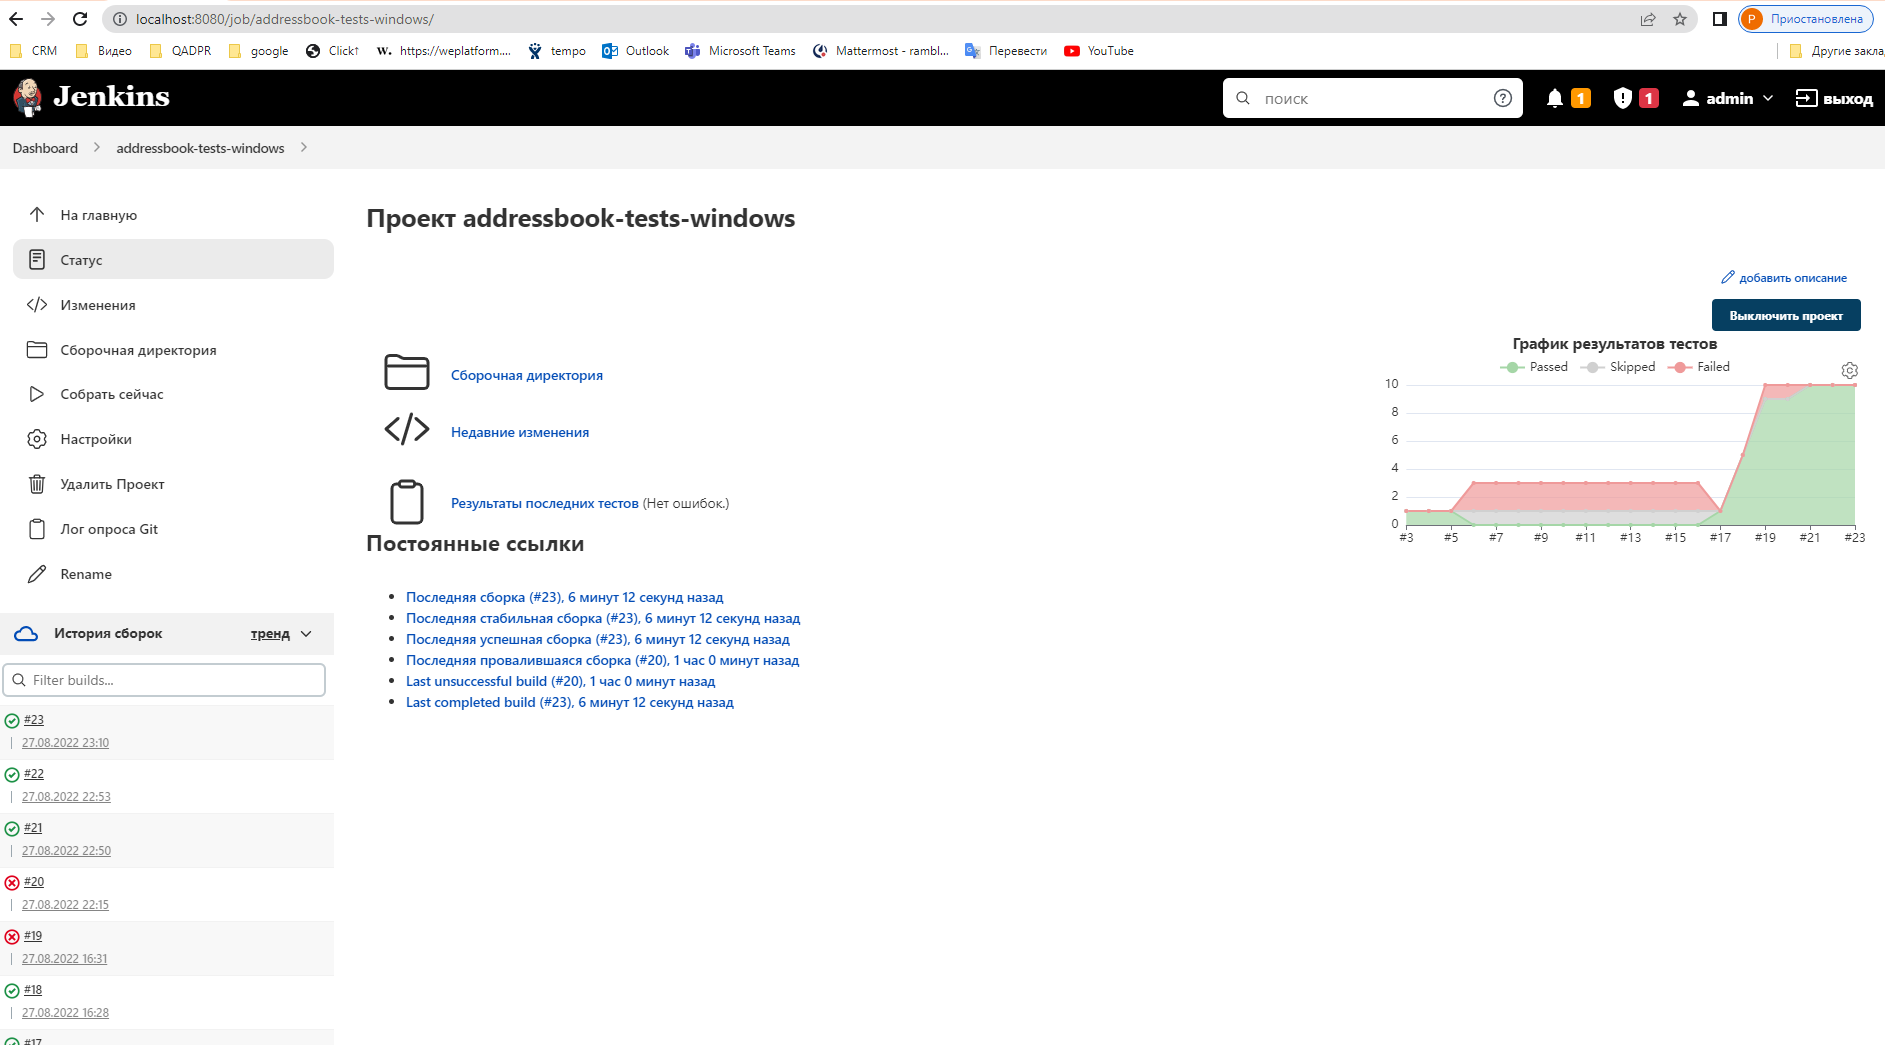 localhost:8080/job/addressbook-tests-windows/
P Приостановлена
CRM Видео QADPR google Click↑ https://weplatform.... tempo Outlook Microsoft Teams Mattermost - rambl... Перевести YouTube Другие закла
Jenkins поиск 1 1 admin выход
Dashboard addressbook-tests-windows
На главную
Статус
Изменения
Сборочная директория
Собрать сейчас
Настройки
Удалить Проект
Лог опроса Git
Rename
История сборок тренд
Filter builds...
#23
27.08.2022 23:10
#22
27.08.2022 22:53
#21
27.08.2022 22:50
#20
27.08.2022 22:15
#19
27.08.2022 16:31
#18
27.08.2022 16:28
#17
Проект addressbook-tests-windows
добавить описание
Выключить проект
Сборочная директория
Недавние изменения
Результаты последних тестов (Нет ошибок.)
График результатов тестов
Passed Skipped Failed
10
8
6
4
2
0
#3 #5 #7 #9 #11 #13 #15 #17 #19 #21 #23
Постоянные ссылки
Последняя сборка (#23), 6 минут 12 секунд назад
Последняя стабильная сборка (#23), 6 минут 12 секунд назад
Последняя успешная сборка (#23), 6 минут 12 секунд назад
Последняя провалившаяся сборка (#20), 1 час 0 минут назад
Last unsuccessful build (#20), 1 час 0 минут назад
Last completed build (#23), 6 минут 12 секунд назад